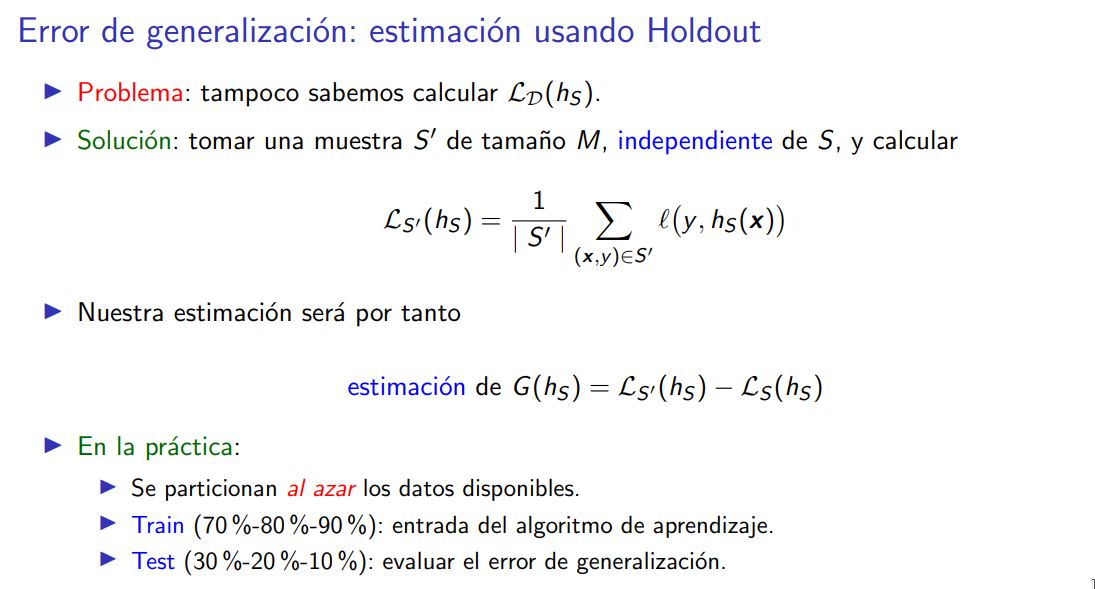 Error de generalización: estimación usando Holdout
▶ Problema: tampoco sabemos calcular $\mathcal{L}_{\mathcal{D}}(h_S)$.
▶ Solución: tomar una muestra $S'$ de tamaño $M$, independiente de $S$, y calcular
$\mathcal{L}_{S'}(h_S) = \frac{1}{\mid S' \mid} \sum_{(\boldsymbol{x},y)\in S'} \ell(y, h_S(\boldsymbol{x}))$
▶ Nuestra estimación será por tanto
estimación de $G(h_S) = \mathcal{L}_{S'}(h_S) - \mathcal{L}_S(h_S)$
▶ En la práctica:
▶ Se particionan al azar los datos disponibles.
▶ Train (70 %-80 %-90 %): entrada del algoritmo de aprendizaje.
▶ Test (30 %-20 %-10 %): evaluar el error de generalización.